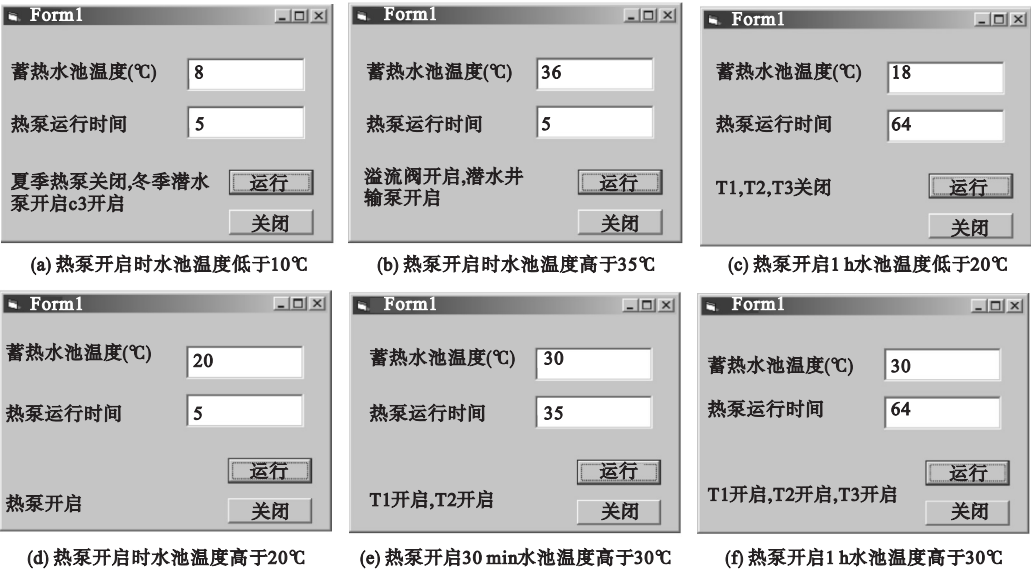 Form1
蓄热水池温度(℃)
8
热泵运行时间
5
夏季热泵关闭,冬季潜水
泵开启c3开启
运行
关闭
(a) 热泵开启时水池温度低于10℃
Form1
蓄热水池温度(℃)
36
热泵运行时间
5
溢流阀开启,潜水井
输泵开启
运行
关闭
(b) 热泵开启时水池温度高于35℃
Form1
蓄热水池温度(℃)
18
热泵运行时间
64
T1,T2,T3关闭
运行
关闭
(c) 热泵开启1 h水池温度低于20℃
Form1
蓄热水池温度(℃)
20
热泵运行时间
5
运行
热泵开启
关闭
(d) 热泵开启时水池温度高于20℃
Form1
蓄热水池温度(℃)
30
热泵运行时间
35
运行
T1开启,T2开启
关闭
(e) 热泵开启30 min水池温度高于30℃
Form1
蓄热水池温度(℃)
30
热泵运行时间
64
运行
T1开启,T2开启,T3开启
关闭
(f) 热泵开启1 h水池温度高于30℃